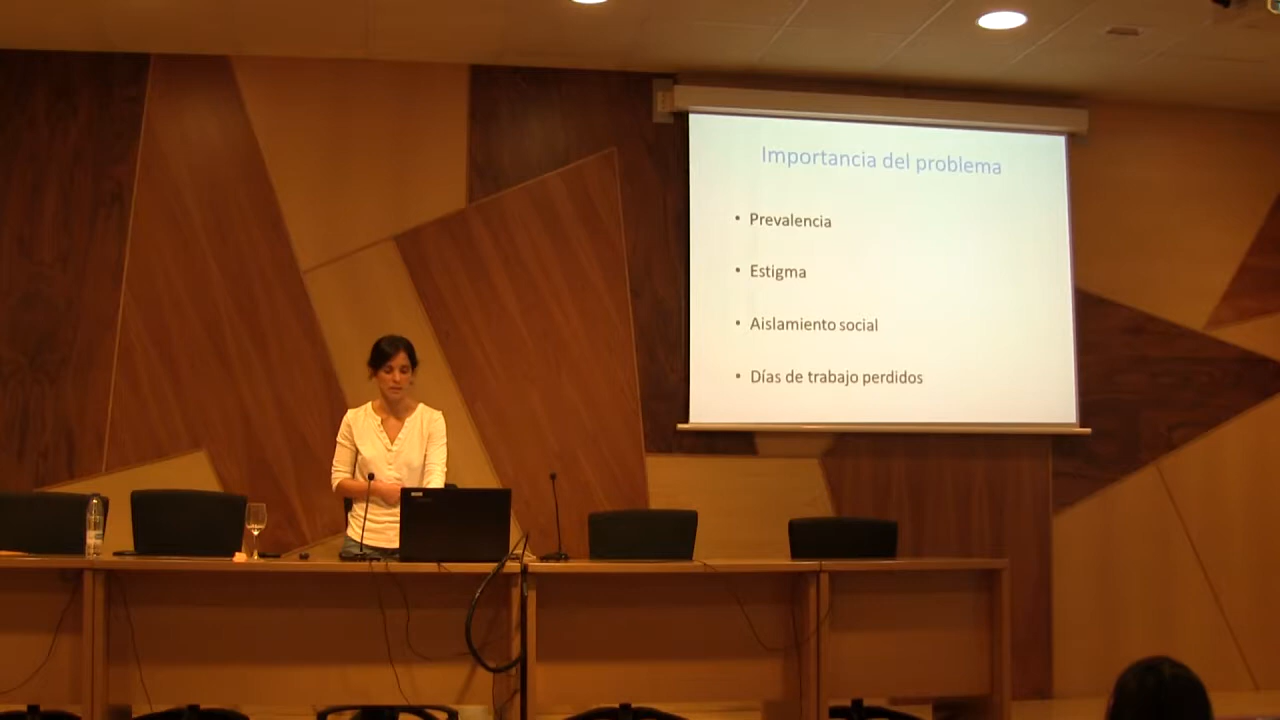 Importancia del problema
• Prevalencia
• Estigma
• Aislamiento social
• Días de trabajo perdidos